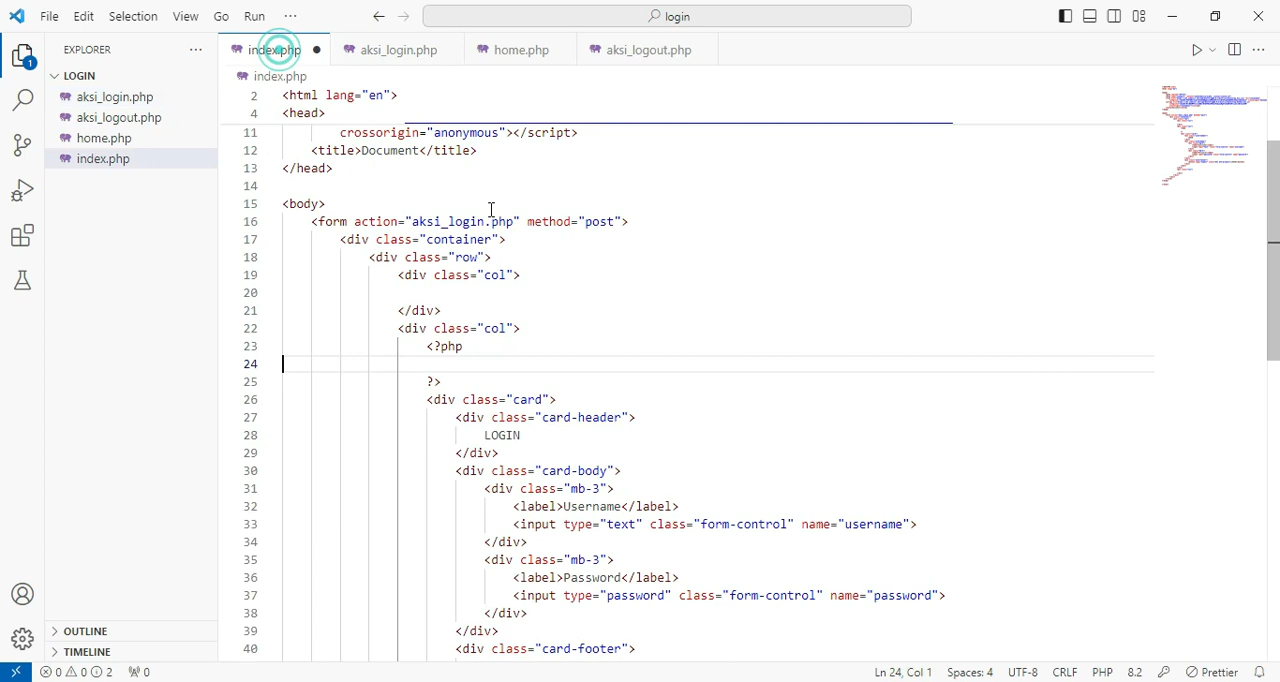 File Edit Selection View Go Run ··· login
EXPLORER ···
index.php aksi_login.php home.php aksi_logout.php
LOGIN
aksi_login.php
aksi_logout.php
home.php
index.php
index.php
2 <html lang="en">
4 <head>
11 crossorigin="anonymous"></script>
12 <title>Document</title>
13 </head>
14
15 <body>
16 <form action="aksi_login.php" method="post">
17 <div class="container">
18 <div class="row">
19 <div class="col">
20
21 </div>
22 <div class="col">
23 <?php
24
25 ?>
26 <div class="card">
27 <div class="card-header">
28 LOGIN
29 </div>
30 <div class="card-body">
31 <div class="mb-3">
32 <label>Username</label>
33 <input type="text" class="form-control" name="username">
34 </div>
35 <div class="mb-3">
36 <label>Password</label>
37 <input type="password" class="form-control" name="password">
38 </div>
39 </div>
40 <div class="card-footer">
OUTLINE
TIMELINE
1
0 0 2 0 Ln 24, Col 1 Spaces: 4 UTF-8 CRLF PHP 8.2 Prettier